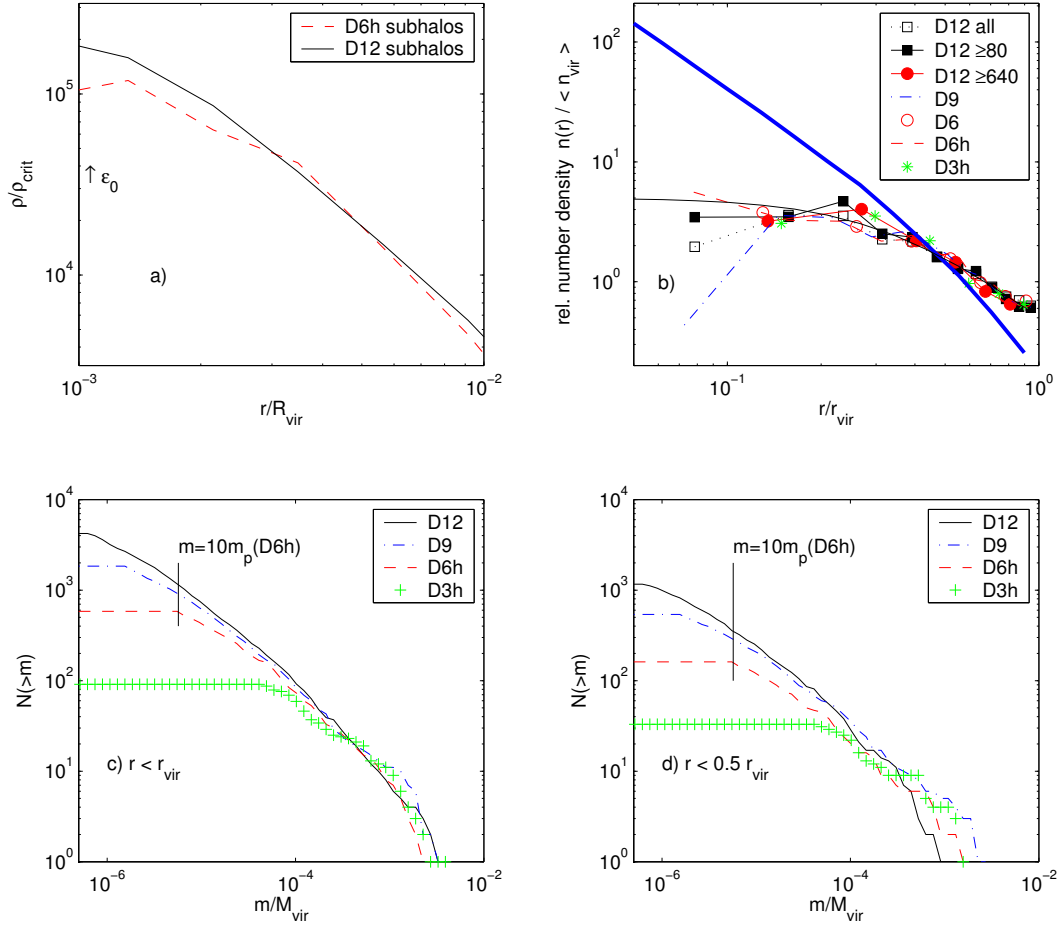 D6h subhalos
D12 subhalos
10^5
10^4
ρ/ρ_crit
↑ ε_0
a)
10^-3
10^-2
r/R_vir
D12 all
D12 ≥80
D12 ≥640
D9
D6
D6h
D3h
10^2
10^1
10^0
rel. number density n(r) / < n_vir >
b)
10^-1
10^0
r/r_vir
D12
D9
D6h
D3h
m=10m_p(D6h)
10^4
10^3
10^2
10^1
10^0
N(>m)
c) r < r_vir
10^-6
10^-4
10^-2
m/M_vir
D12
D9
D6h
D3h
m=10m_p(D6h)
10^4
10^3
10^2
10^1
10^0
N(>m)
d) r < 0.5 r_vir
10^-6
10^-4
10^-2
m/M_vir